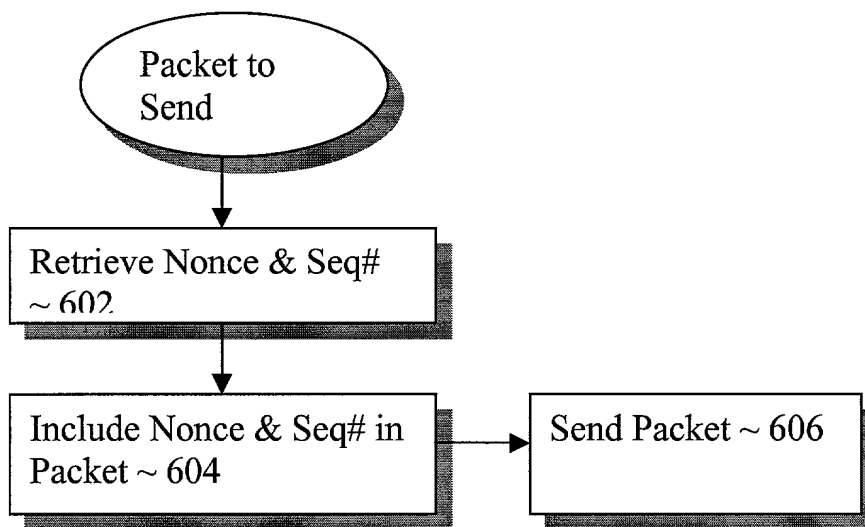 Packet to
Send
Retrieve Nonce & Seq#
~ 602
Include Nonce & Seq# in
Packet ~ 604
Send Packet ~ 606